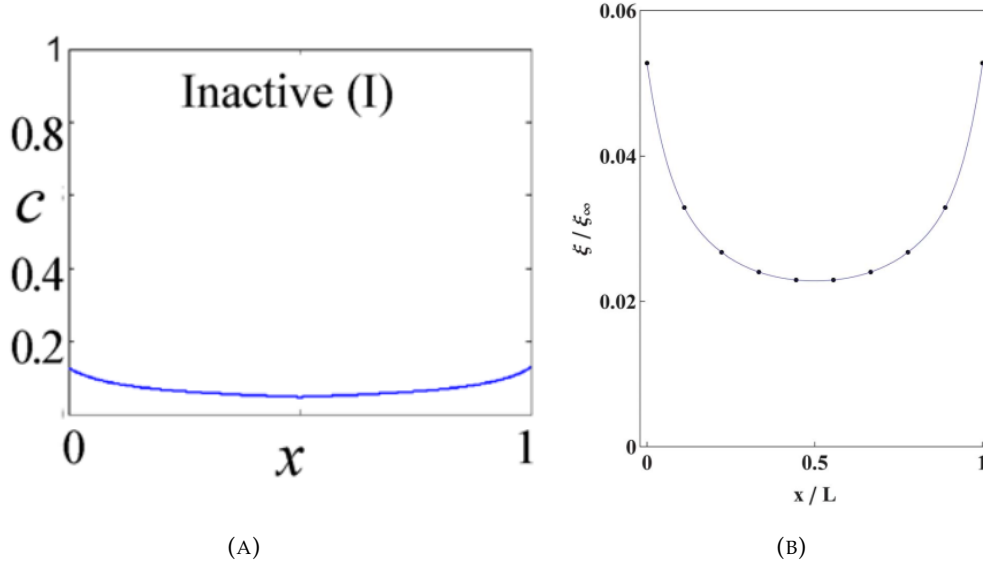 1
Inactive (I)
0.8
c
0.4
0.2
0
x
1
(A)
0.06
0.04
ξ / ξ∞
0.02
0
0
0.5
1
x / L
(B)